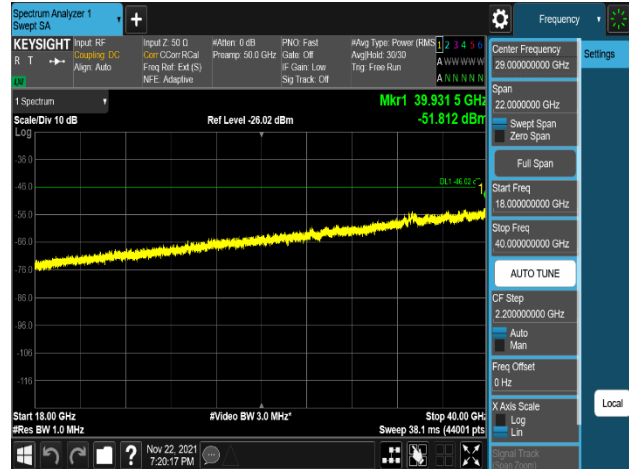 Spectrum Analyzer 1
Swept SA
+
Frequency
KEYSIGHT
R T
LXI
Input: RF
Coupling: DC
Align: Auto
Input Z: 50 Ω
Corr CCorr RCal
Freq Ref: Ext (S)
NFE: Adaptive
#Atten: 0 dB
Preamp: 50.0 GHz
PNO: Fast
Gate: Off
IF Gain: Low
Sig Track: Off
#Avg Type: Power (RMS
Avg|Hold: 30/30
Trig: Free Run
1 2 3 4 5 6
A W W W W W
A N N N N N
1 Spectrum
Scale/Div 10 dB
Log
Ref Level -26.02 dBm
Mkr1 39.931 5 GHz
-51.812 dBm
DL1 -46.02
1
-36.0
-46.0
-56.0
-66.0
-76.0
-86.0
-96.0
-106
-116
Start 18.00 GHz
#Res BW 1.0 MHz
#Video BW 3.0 MHz*
Stop 40.00 GHz
Sweep 38.1 ms (44001 pts
?
Nov 22, 2021
7:20:17 PM
Center Frequency
29.000000000 GHz
Span
22.0000000 GHz
Swept Span
Zero Span
Full Span
Start Freq
18.000000000 GHz
Stop Freq
40.000000000 GHz
AUTO TUNE
CF Step
2.200000000 GHz
Auto
Man
Freq Offset
0 Hz
X Axis Scale
Log
Lin
Signal Track
(Span Zoom)
Settings
Local